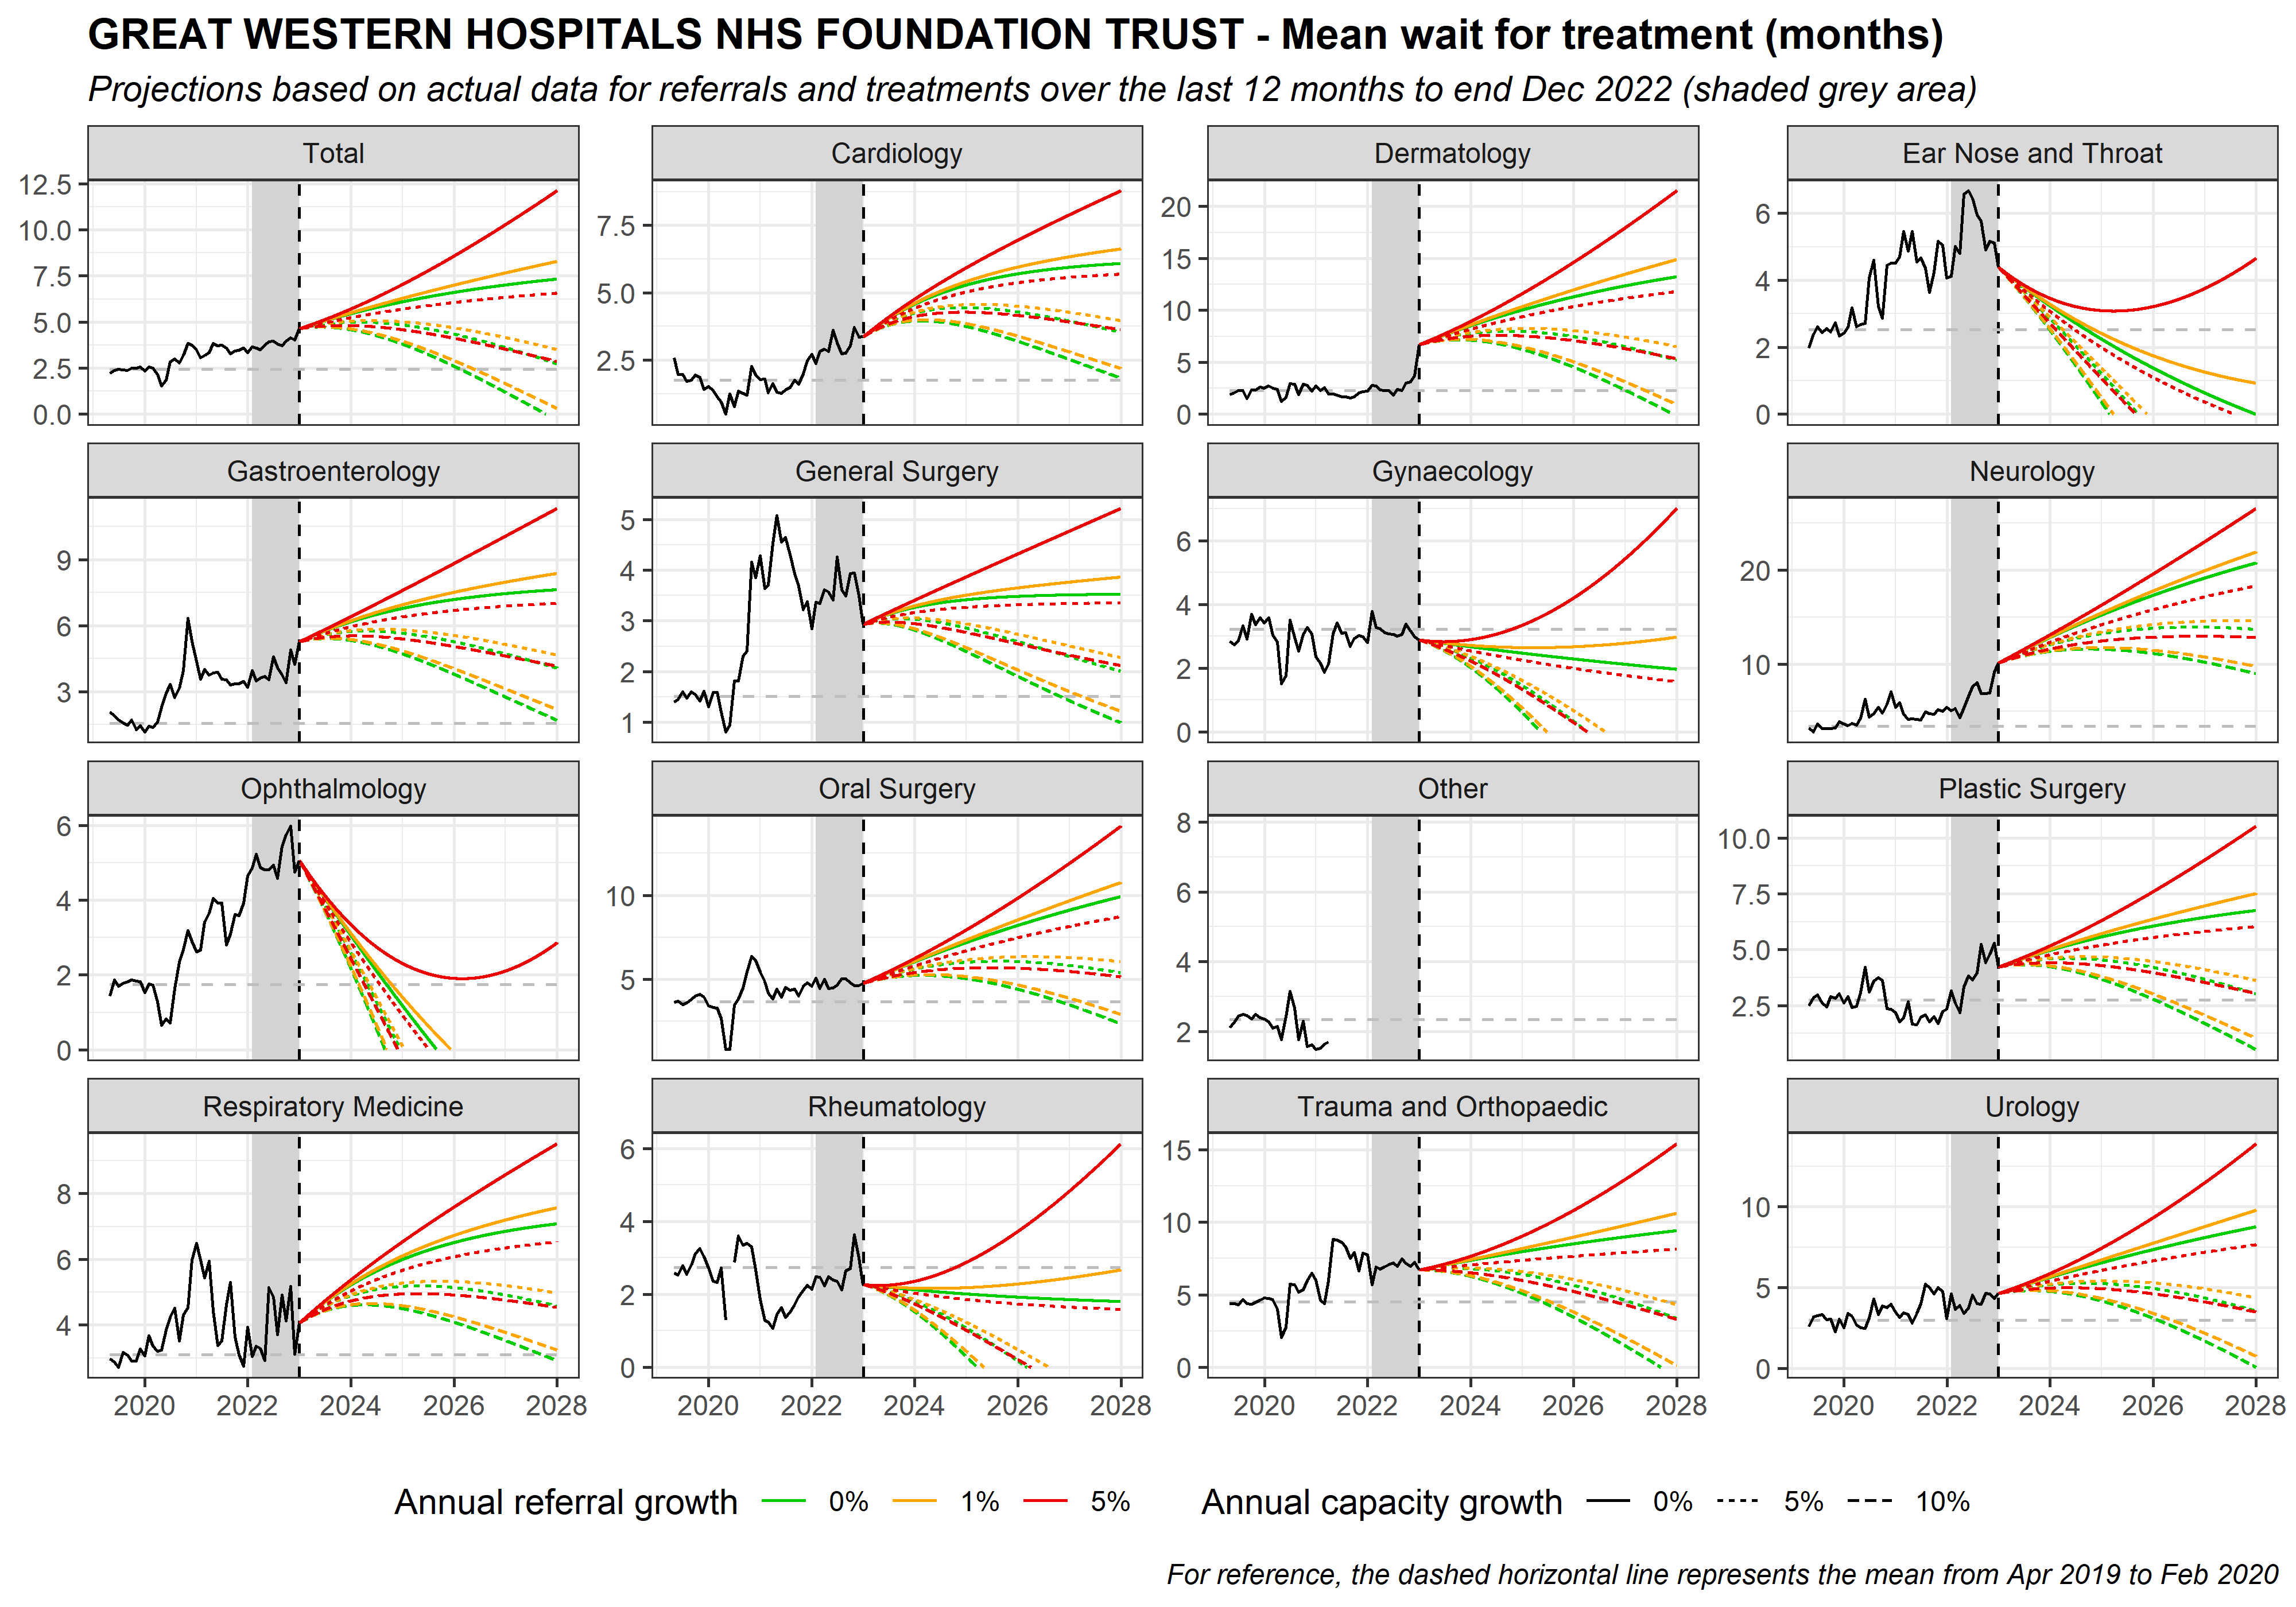 GREAT WESTERN HOSPITALS NHS FOUNDATION TRUST - Mean wait for treatment (months)
Projections based on actual data for referrals and treatments over the last 12 months to end Dec 2022 (shaded grey area)
Total
Cardiology
Dermatology
Ear Nose and Throat
12.5
10.0
7.5
5.0
2.5
0.0
7.5
5.0
2.5
20
15
10
5
0
6
4
2
0
Gastroenterology
General Surgery
Gynaecology
Neurology
9
6
3
5
4
3
2
1
6
4
2
0
20
10
Ophthalmology
Oral Surgery
Other
Plastic Surgery
6
4
2
0
10
5
8
6
4
2
10.0
7.5
5.0
2.5
Respiratory Medicine
Rheumatology
Trauma and Orthopaedic
Urology
8
6
4
6
4
2
0
15
10
5
0
10
5
0
2020 2022 2024 2026 2028
2020 2022 2024 2026 2028
2020 2022 2024 2026 2028
2020 2022 2024 2026 2028
Annual referral growth 0% 1% 5%
Annual capacity growth 0% 5% 10%
For reference, the dashed horizontal line represents the mean from Apr 2019 to Feb 2020